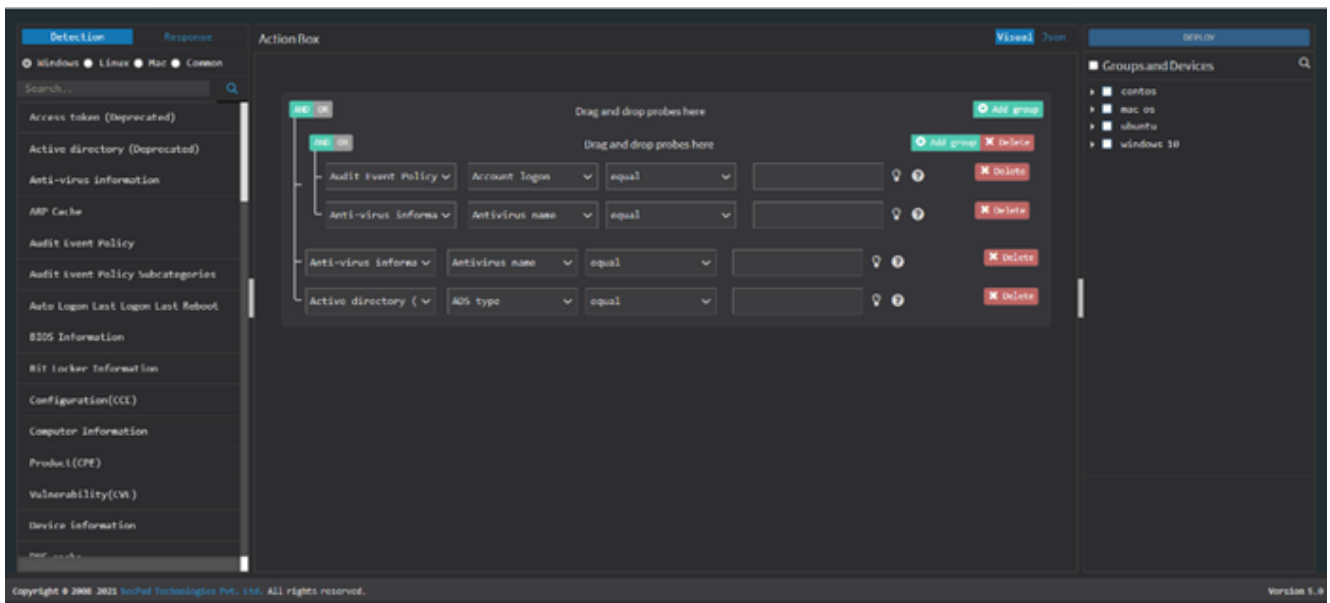 Detection Response
Action Box
Visual Json
DEPLOY
Windows Linux Mac Common
Search..
Access token (Deprecated)
Active directory (Deprecated)
Anti-virus information
ARP Cache
Audit Event Policy
Audit Event Policy Subcategories
Auto Logon Last Logon Last Reboot
BIOS Information
Bit Locker Information
Configuration(CCE)
Computer Information
Product(CPE)
Vulnerability(CVE)
Device information
AND OR
Drag and drop probes here
Add group
AND OR
Drag and drop probes here
Add group Delete
Audit Event Policy Account logon equal Delete
Anti-virus informa Antivirus name equal Delete
Anti-virus informa Antivirus name equal Delete
Active directory ( ADS type equal Delete
Groups and Devices
centos
mac os
ubuntu
windows 10
Copyright © 2008 2021 SecPod Technologies Pvt. Ltd. All rights reserved.
Version 5.0